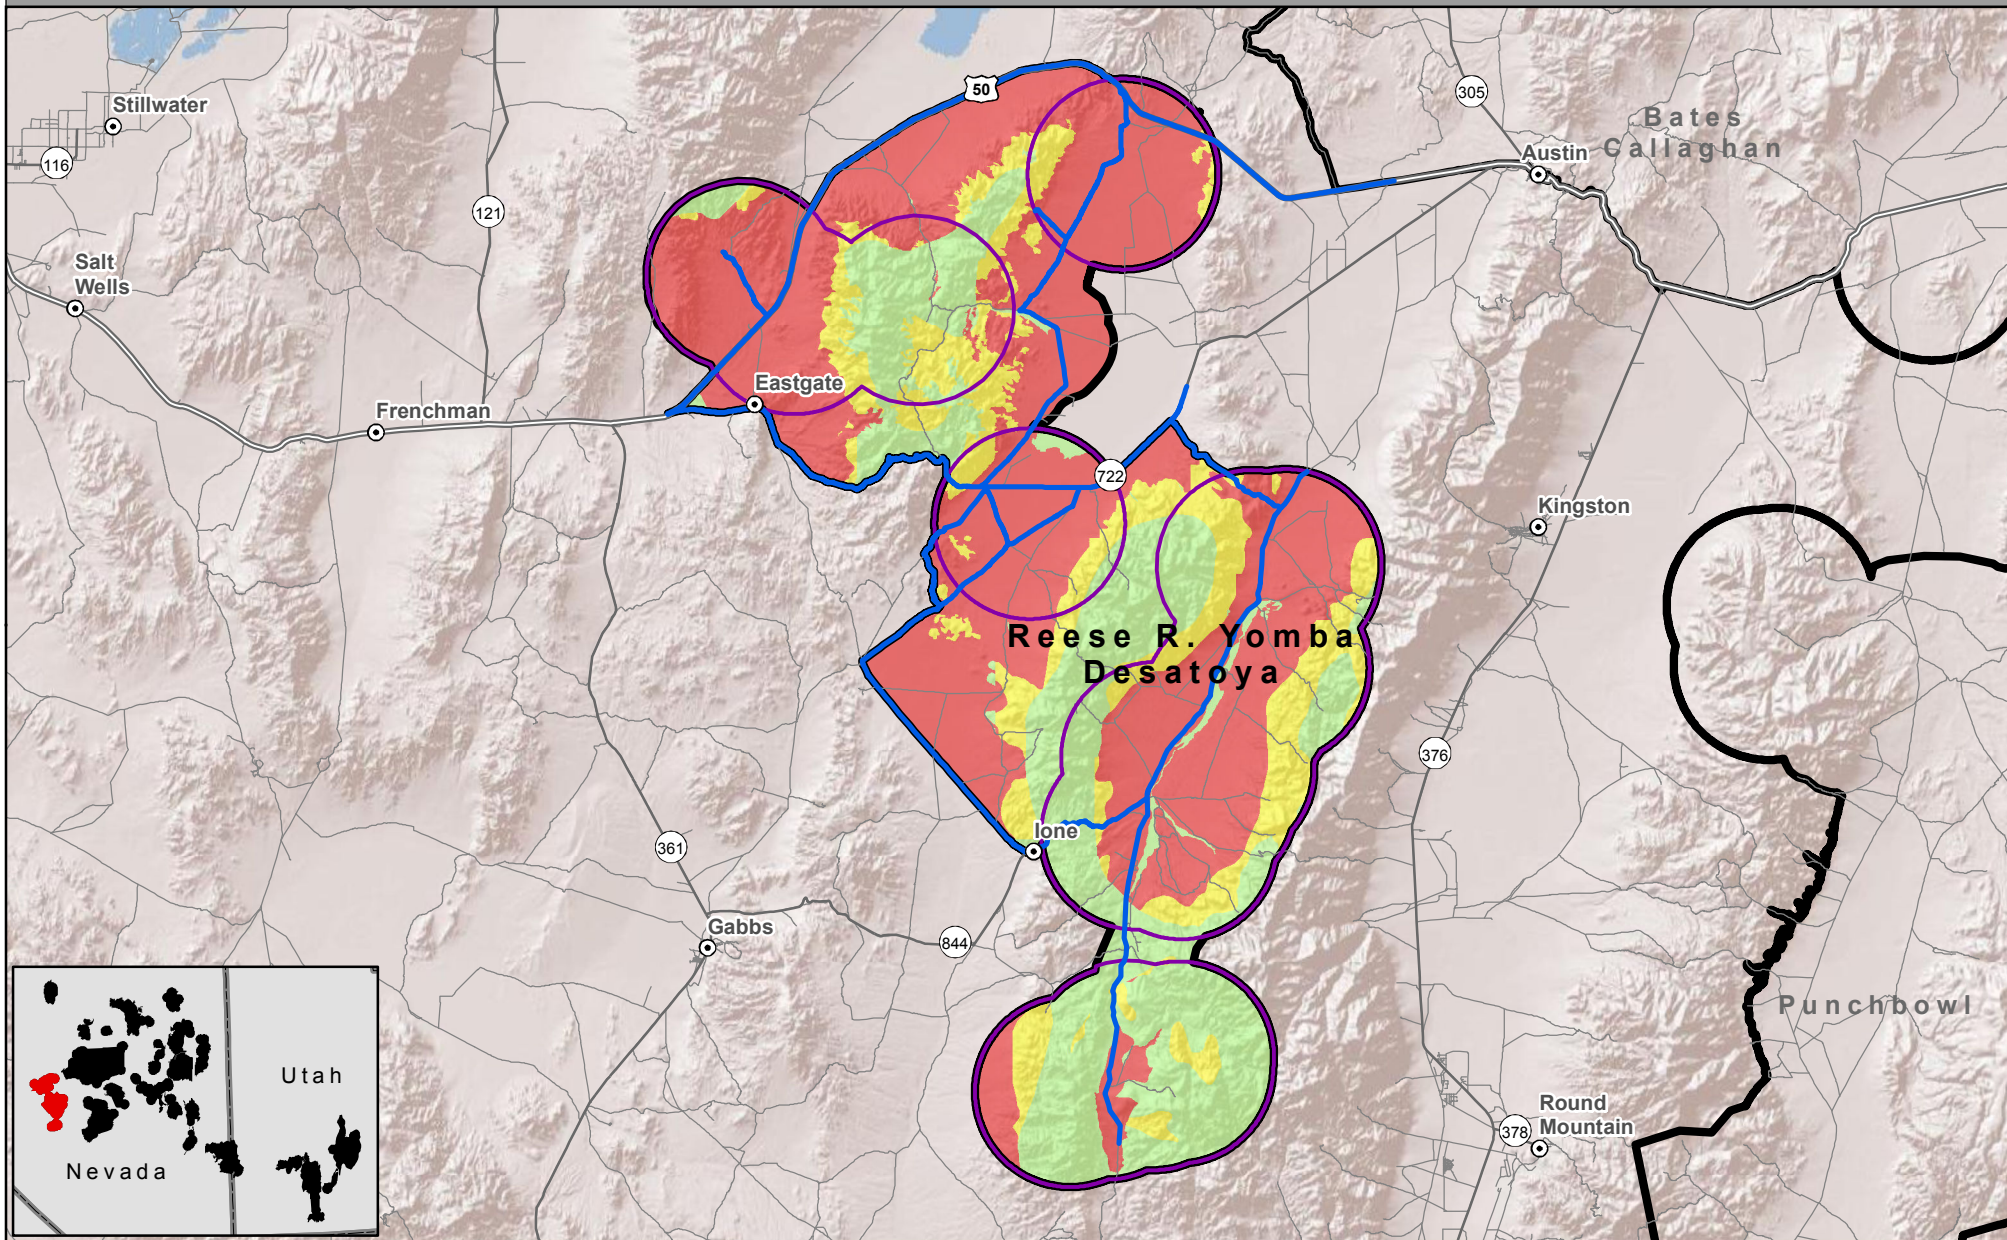 50
305
Bates
Callaghan
Stillwater
116
Austin
121
Salt
Wells
Eastgate
Frenchman
722
Kingston
Reese R. Yomba
Desatoya
376
361
Ione
Gabbs
844
Punchbowl
Utah
Nevada
Round
Mountain
378